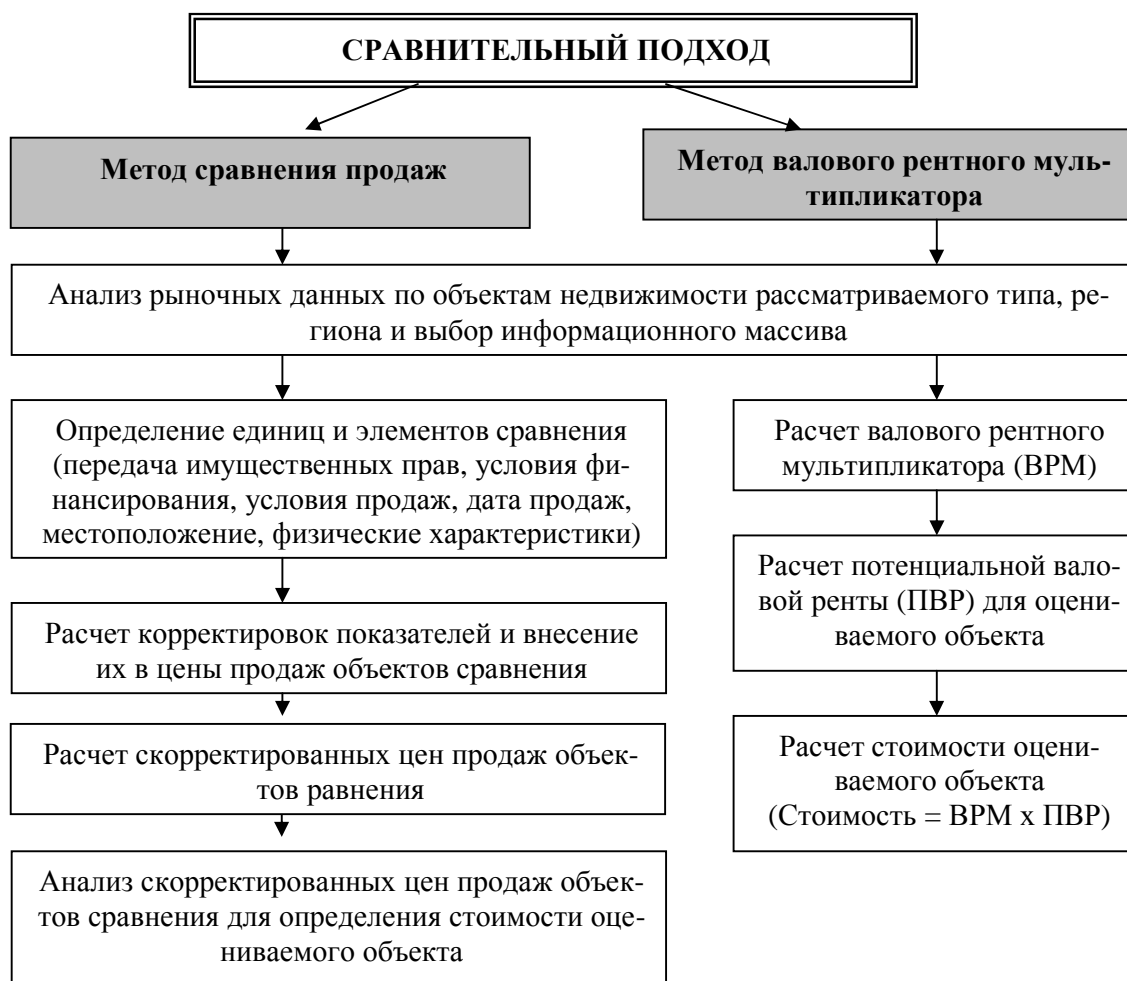 СРАВНИТЕЛЬНЫЙ ПОДХОД
Метод сравнения продаж
Метод валового рентного муль-
типликатора
Анализ рыночных данных по объектам недвижимости рассматриваемого типа, ре-
гиона и выбор информационного массива
Определение единиц и элементов сравнения
(передача имущественных прав, условия фи-
нансирования, условия продаж, дата продаж,
местоположение, физические характеристики)
Расчет корректировок показателей и внесение
их в цены продаж объектов сравнения
Расчет скорректированных цен продаж объек-
тов равнения
Анализ скорректированных цен продаж объек-
тов сравнения для определения стоимости оце-
ниваемого объекта
Расчет валового рентного
мультипликатора (ВРМ)
Расчет потенциальной вало-
вой ренты (ПВР) для оцени-
ваемого объекта
Расчет стоимости оцени-
ваемого объекта
(Стоимость = ВРМ х ПВР)